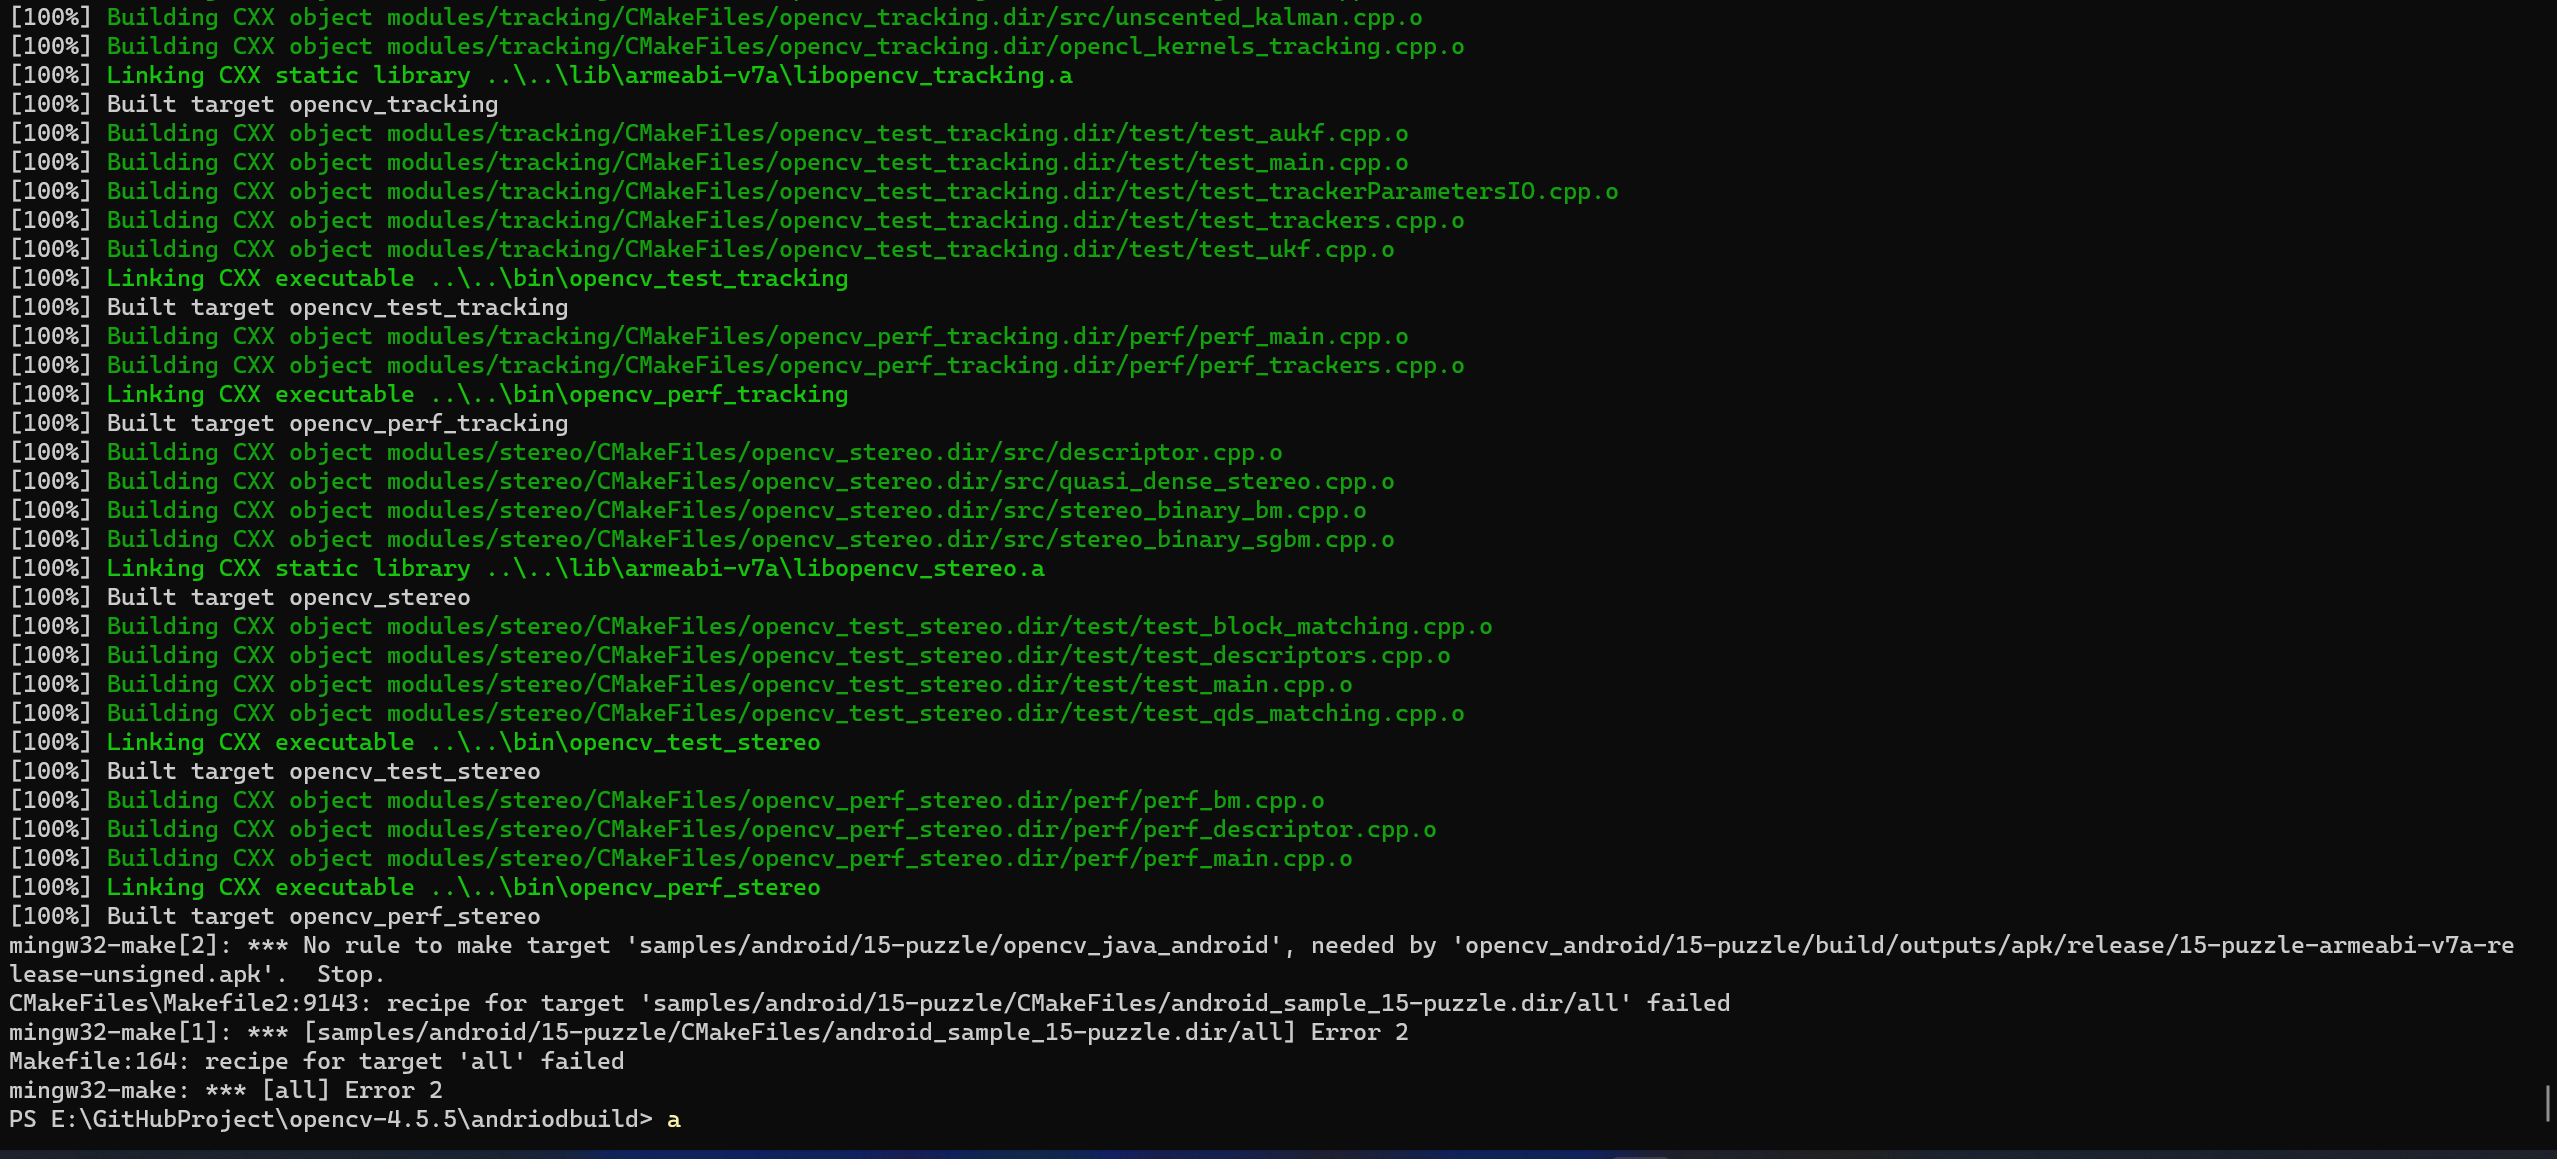 [100%] Building CXX object modules/tracking/CMakeFiles/opencv_tracking.dir/src/unscented_kalman.cpp.o
[100%] Building CXX object modules/tracking/CMakeFiles/opencv_tracking.dir/opencl_kernels_tracking.cpp.o
[100%] Linking CXX static library ..\..\lib\armeabi-v7a\libopencv_tracking.a
[100%] Built target opencv_tracking
[100%] Building CXX object modules/tracking/CMakeFiles/opencv_test_tracking.dir/test/test_aukf.cpp.o
[100%] Building CXX object modules/tracking/CMakeFiles/opencv_test_tracking.dir/test/test_main.cpp.o
[100%] Building CXX object modules/tracking/CMakeFiles/opencv_test_tracking.dir/test/test_trackerParametersIO.cpp.o
[100%] Building CXX object modules/tracking/CMakeFiles/opencv_test_tracking.dir/test/test_trackers.cpp.o
[100%] Building CXX object modules/tracking/CMakeFiles/opencv_test_tracking.dir/test/test_ukf.cpp.o
[100%] Linking CXX executable ..\..\bin\opencv_test_tracking
[100%] Built target opencv_test_tracking
[100%] Building CXX object modules/tracking/CMakeFiles/opencv_perf_tracking.dir/perf/perf_main.cpp.o
[100%] Building CXX object modules/tracking/CMakeFiles/opencv_perf_tracking.dir/perf/perf_trackers.cpp.o
[100%] Linking CXX executable ..\..\bin\opencv_perf_tracking
[100%] Built target opencv_perf_tracking
[100%] Building CXX object modules/stereo/CMakeFiles/opencv_stereo.dir/src/descriptor.cpp.o
[100%] Building CXX object modules/stereo/CMakeFiles/opencv_stereo.dir/src/quasi_dense_stereo.cpp.o
[100%] Building CXX object modules/stereo/CMakeFiles/opencv_stereo.dir/src/stereo_binary_bm.cpp.o
[100%] Building CXX object modules/stereo/CMakeFiles/opencv_stereo.dir/src/stereo_binary_sgbm.cpp.o
[100%] Linking CXX static library ..\..\lib\armeabi-v7a\libopencv_stereo.a
[100%] Built target opencv_stereo
[100%] Building CXX object modules/stereo/CMakeFiles/opencv_test_stereo.dir/test/test_block_matching.cpp.o
[100%] Building CXX object modules/stereo/CMakeFiles/opencv_test_stereo.dir/test/test_descriptors.cpp.o
[100%] Building CXX object modules/stereo/CMakeFiles/opencv_test_stereo.dir/test/test_main.cpp.o
[100%] Building CXX object modules/stereo/CMakeFiles/opencv_test_stereo.dir/test/test_qds_matching.cpp.o
[100%] Linking CXX executable ..\..\bin\opencv_test_stereo
[100%] Built target opencv_test_stereo
[100%] Building CXX object modules/stereo/CMakeFiles/opencv_perf_stereo.dir/perf/perf_bm.cpp.o
[100%] Building CXX object modules/stereo/CMakeFiles/opencv_perf_stereo.dir/perf/perf_descriptor.cpp.o
[100%] Building CXX object modules/stereo/CMakeFiles/opencv_perf_stereo.dir/perf/perf_main.cpp.o
[100%] Linking CXX executable ..\..\bin\opencv_perf_stereo
[100%] Built target opencv_perf_stereo
mingw32-make[2]: *** No rule to make target 'samples/android/15-puzzle/opencv_java_android', needed by 'opencv_android/15-puzzle/build/outputs/apk/release/15-puzzle-armeabi-v7a-re
lease-unsigned.apk'.  Stop.
CMakeFiles\Makefile2:9143: recipe for target 'samples/android/15-puzzle/CMakeFiles/android_sample_15-puzzle.dir/all' failed
mingw32-make[1]: *** [samples/android/15-puzzle/CMakeFiles/android_sample_15-puzzle.dir/all] Error 2
Makefile:164: recipe for target 'all' failed
mingw32-make: *** [all] Error 2
PS E:\GitHubProject\opencv-4.5.5\andriodbuild> a